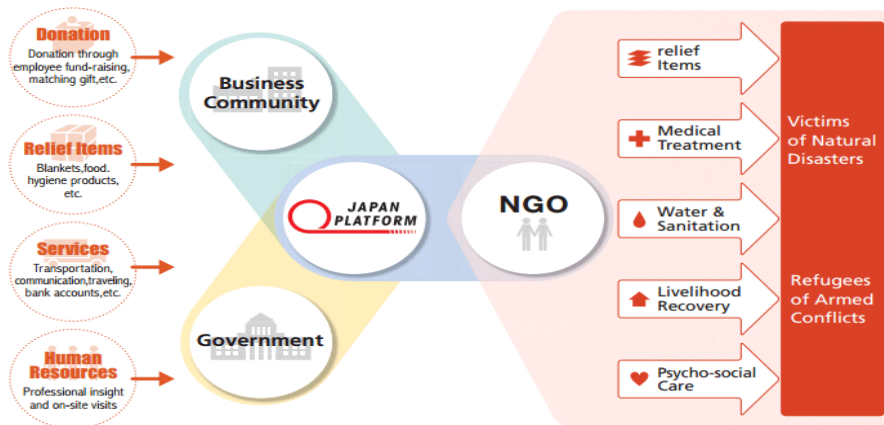 Donation
Donation through
employee fund-raising,
matching gift,etc.
Relief Items
Blankets,food.
hygiene products,
etc.
Services
Transportation,
communication,traveling,
bank accounts,etc.
Human
Resources
Professional insight
and on-site visits
Business
Community
Government
JAPAN
PLATFORM
NGO
relief
Items
Medical
Treatment
Water &
Sanitation
Livelihood
Recovery
Psycho-social
Care
Victims
of Natural
Disasters
Refugees
of Armed
Conflicts